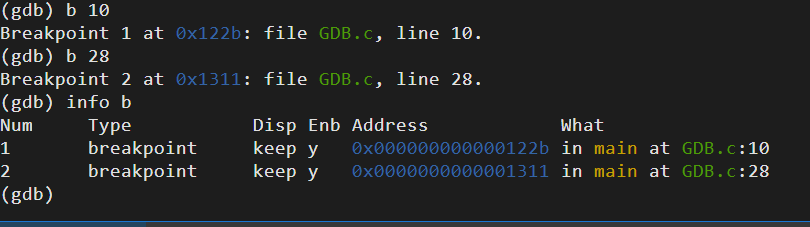 (gdb) b 10
Breakpoint 1 at 0x122b: file GDB.c, line 10.
(gdb) b 28
Breakpoint 2 at 0x1311: file GDB.c, line 28.
(gdb) info b
Num     Type           Disp Enb Address            What
1       breakpoint     keep y   0x000000000000122b in main at GDB.c:10
2       breakpoint     keep y   0x0000000000001311 in main at GDB.c:28
(gdb)